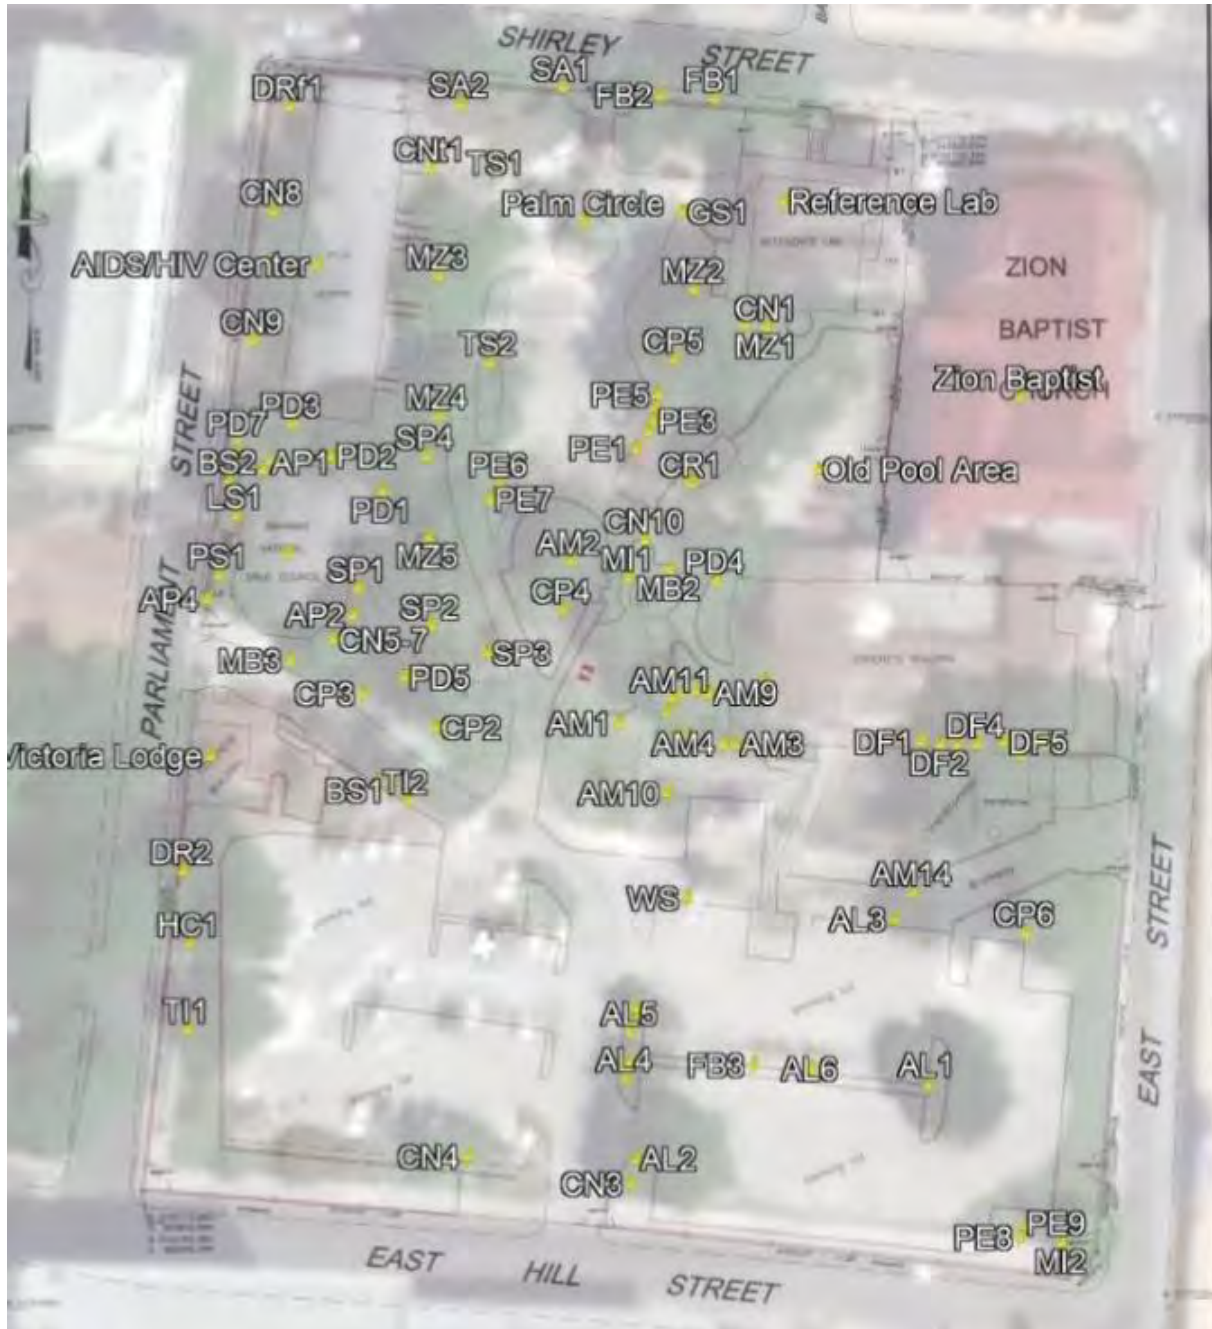 SHIRLEY STREET
SA1
DRf1
SA2
FB2
FB1
CNt1
TS1
CN8
Palm Circle
GS1
Reference Lab
AIDS/HIV Center
MZ3
MZ2
ZION
CN9
CN1
BAPTIST
TS2
CP5
MZ1
Zion Baptist
CHURCH
PE5
PD3
MZ4
PD7
PE3
STREET
SP4
PE1
BS2
AP1
PD2
PE6
CR1
Old Pool Area
LS1
PD1
PE7
CN10
MZ5
AM2
PS1
SP1
MI1
PD4
MB2
AP4
AP2
SP2
CP4
CN5-7
PARLIAMENT
MB3
SP3
CP3
PD5
AM11
AM9
CP2
AM1
AM4
AM3
DF1
DF4
DF5
DF2
Victoria Lodge
BS1
TI2
AM10
DR2
AM14
WS
AL3
CP6
HC1
STREET
TI1
AL5
AL4
FB3
AL6
AL1
EAST
CN4
AL2
CN3
PE8
PE9
MI2
EAST HILL STREET